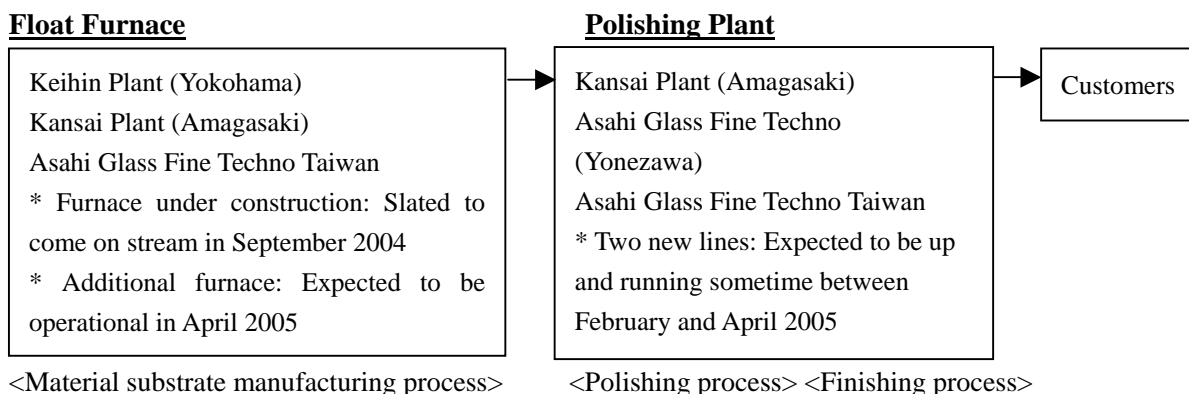 Float Furnace
Keihin Plant (Yokohama)
Kansai Plant (Amagasaki)
Asahi Glass Fine Techno Taiwan
* Furnace under construction: Slated to
come on stream in September 2004
* Additional furnace: Expected to be
operational in April 2005
<Material substrate manufacturing process>
Polishing Plant
Kansai Plant (Amagasaki)
Asahi Glass Fine Techno
(Yonezawa)
Asahi Glass Fine Techno Taiwan
* Two new lines: Expected to be up
and running sometime between
February and April 2005
<Polishing process> <Finishing process>
Customers